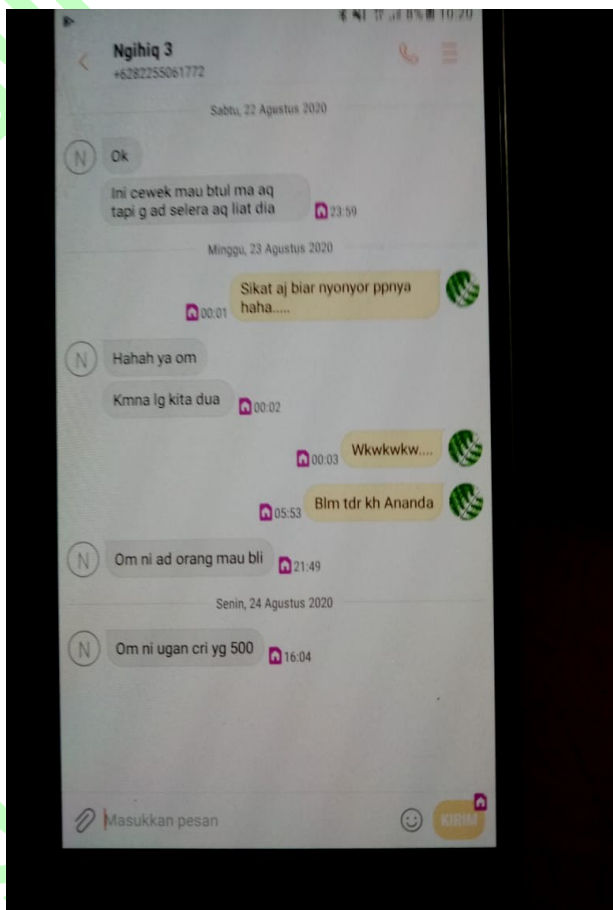 10:20
Ngihiq 3
+6282255061772
Sabtu, 22 Agustus 2020
N
Ok
Ini cewek mau btul ma aq
tapi g ad selera aq liat dia
23:59
Minggu, 23 Agustus 2020
Sikat aj biar nyonyor ppnya
haha.....
00:01
N
Hahah ya om
Kmna lg kita dua
00:02
Wkwkwkw....
00:03
Blm tdr kh Ananda
05:53
N
Om ni ad orang mau bli
21:49
Senin, 24 Agustus 2020
N
Om ni ugan cri yg 500
16:04
Masukkan pesan
KIRIM